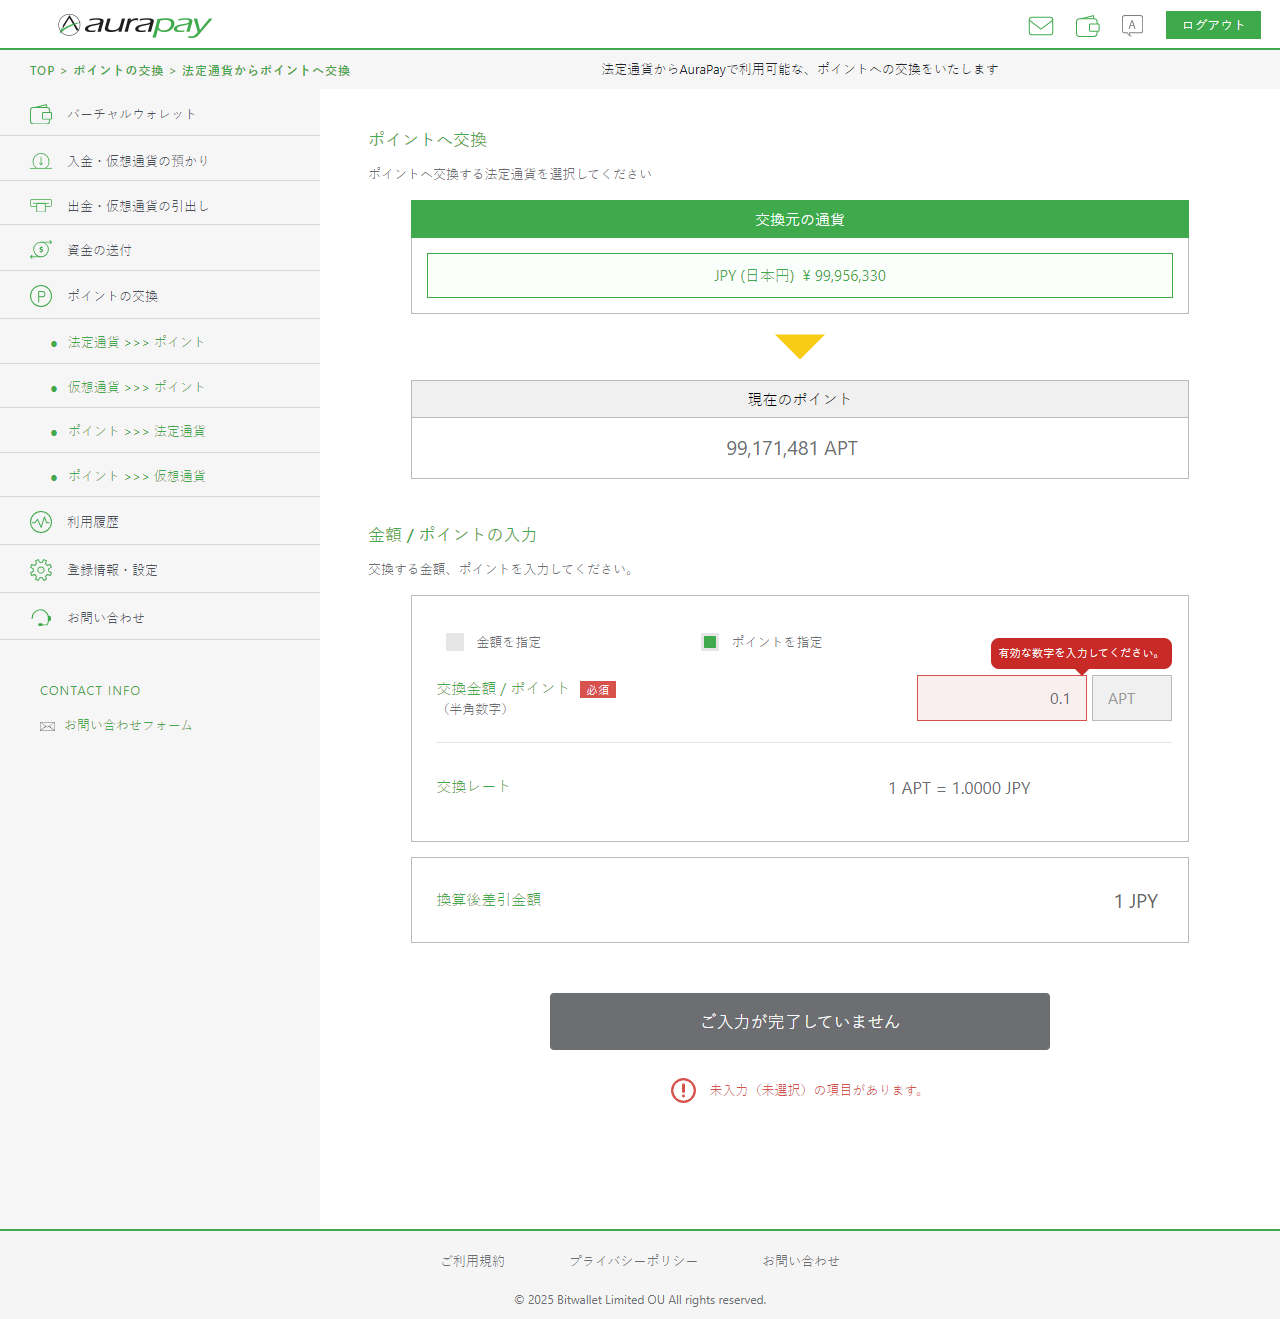 aurapay
A
ログアウト
TOP > ポイントの交換 > 法定通貨からポイントへ交換
法定通貨からAuraPayで利用可能な、ポイントへの交換をいたします
バーチャルウォレット
入金・仮想通貨の預かり
出金・仮想通貨の引出し
資金の送付
ポイントの交換
法定通貨 >>> ポイント
仮想通貨 >>> ポイント
ポイント >>> 法定通貨
ポイント >>> 仮想通貨
利用履歴
登録情報・設定
お問い合わせ
CONTACT INFO
お問い合わせフォーム
ポイントへ交換
ポイントへ交換する法定通貨を選択してください
交換元の通貨
JPY (日本円) ¥ 99,956,330
現在のポイント
99,171,481 APT
金額 / ポイントの入力
交換する金額、ポイントを入力してください。
金額を指定
ポイントを指定
有効な数字を入力してください。
交換金額 / ポイント 必須
（半角数字）
0.1
APT
交換レート
1 APT = 1.0000 JPY
換算後差引金額
1 JPY
ご入力が完了していません
未入力（未選択）の項目があります。
ご利用規約
プライバシーポリシー
お問い合わせ
© 2025 Bitwallet Limited OU All rights reserved.